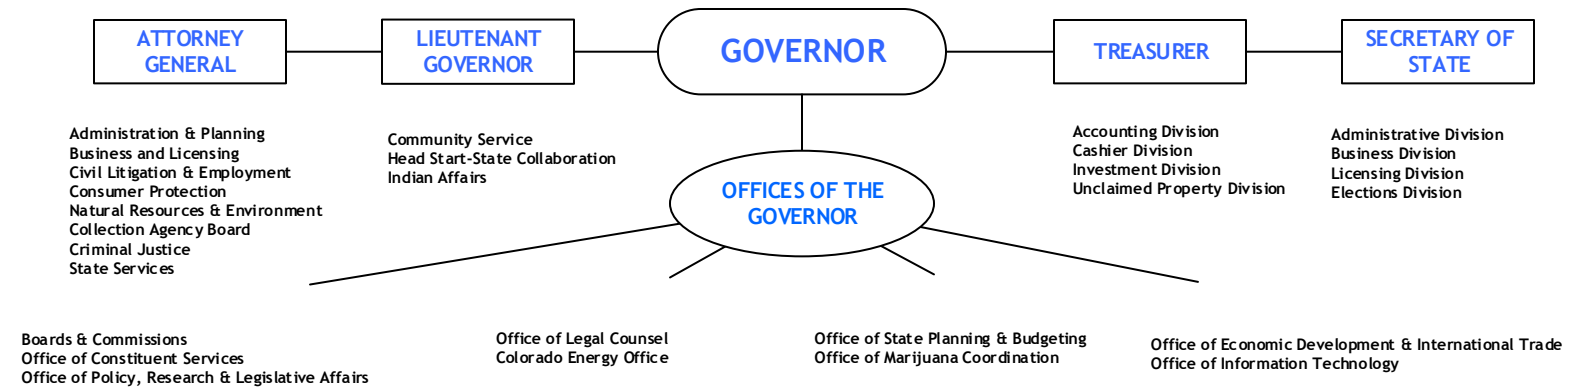 ATTORNEY
GENERAL
LIEUTENANT
GOVERNOR
GOVERNOR
TREASURER
SECRETARY OF
STATE
Administration & Planning
Business and Licensing
Civil Litigation & Employment
Consumer Protection
Natural Resources & Environment
Collection Agency Board
Criminal Justice
State Services
Community Service
Head Start-State Collaboration
Indian Affairs
OFFICES OF THE
GOVERNOR
Accounting Division
Cashier Division
Investment Division
Unclaimed Property Division
Administrative Division
Business Division
Licensing Division
Elections Division
Boards & Commissions
Office of Constituent Services
Office of Policy, Research & Legislative Affairs
Office of Legal Counsel
Colorado Energy Office
Office of State Planning & Budgeting
Office of Marijuana Coordination
Office of Economic Development & International Trade
Office of Information Technology